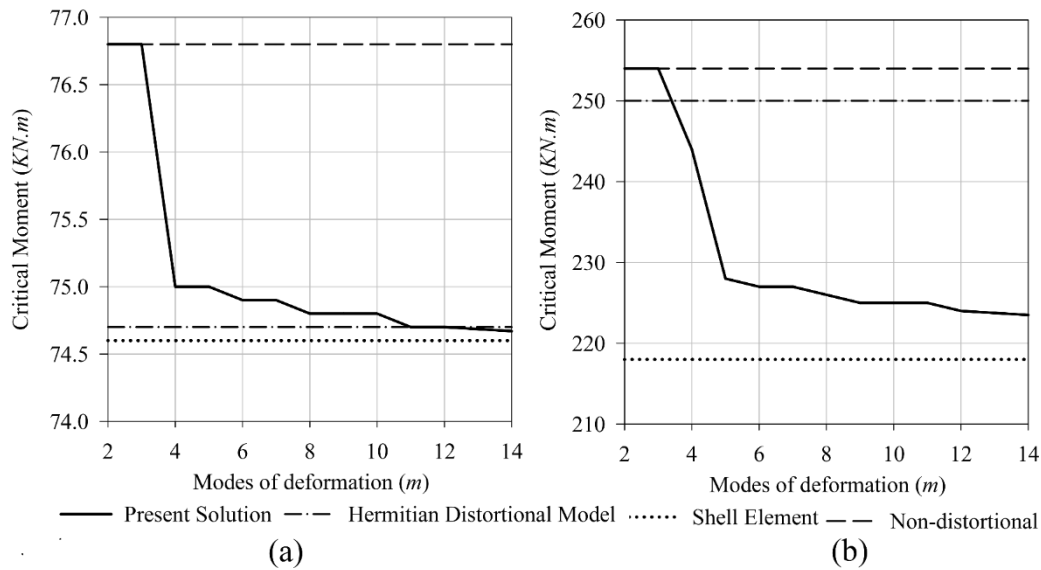 77.0
76.5
76.0
75.5
75.0
74.5
74.0
Critical Moment (KN.m)
2 4 6 8 10 12 14
Modes of deformation (m)
260
250
240
230
220
210
Critical Moment (KN.m)
2 4 6 8 10 12 14
Modes of deformation (m)
Present Solution Hermitian Distortional Model Shell Element Non-distortional
(a) (b)